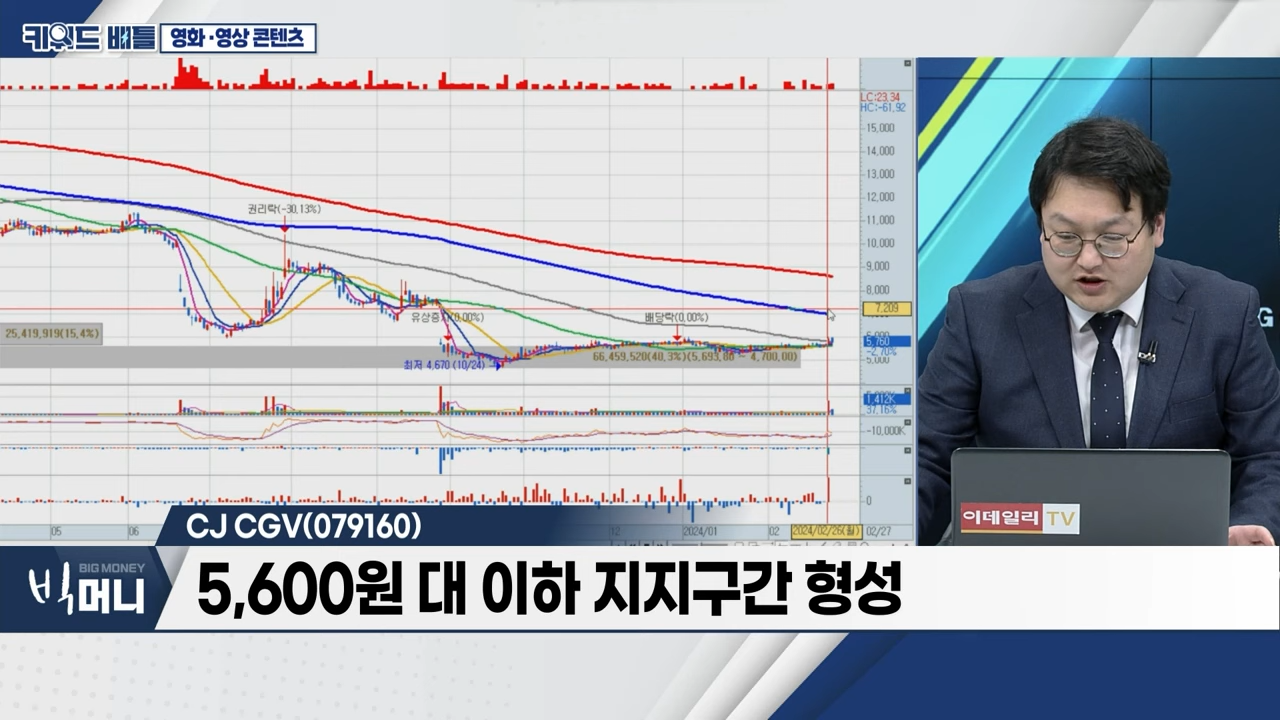 키워드 배틀
영화·영상 콘텐츠
LC:23.34
HC:-61.92
15,000
14,000
13,000
12,000
11,000
10,000
9,000
8,000
7,209
5,760
-2.70%
5,000
권리락(-30.13%)
유상증자(0.00%)
배당락(0.00%)
25,419,919(15.4%)
66,459,520(40.3%)(5,693.86 ~ 4,700.00)
최저 4,670 (10/24)
1,412K
37.16%
-10,000K
0
05
06
12
2024/01
02
2024/02/26(월)
02/27
이데일리TV
CJ CGV(079160)
BIG MONEY
빅머니
5,600원 대 이하 지지구간 형성